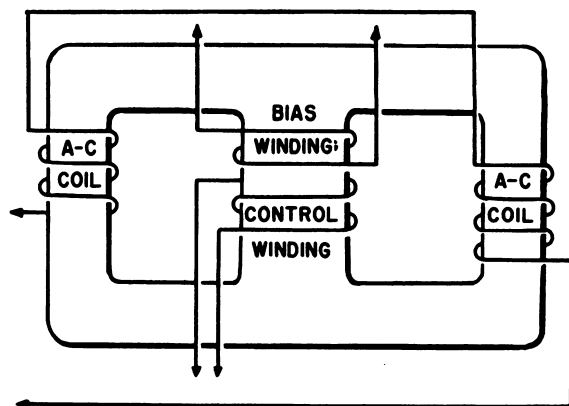 BIAS
WINDING
A-C
COIL
CONTROL
WINDING
A-C
COIL